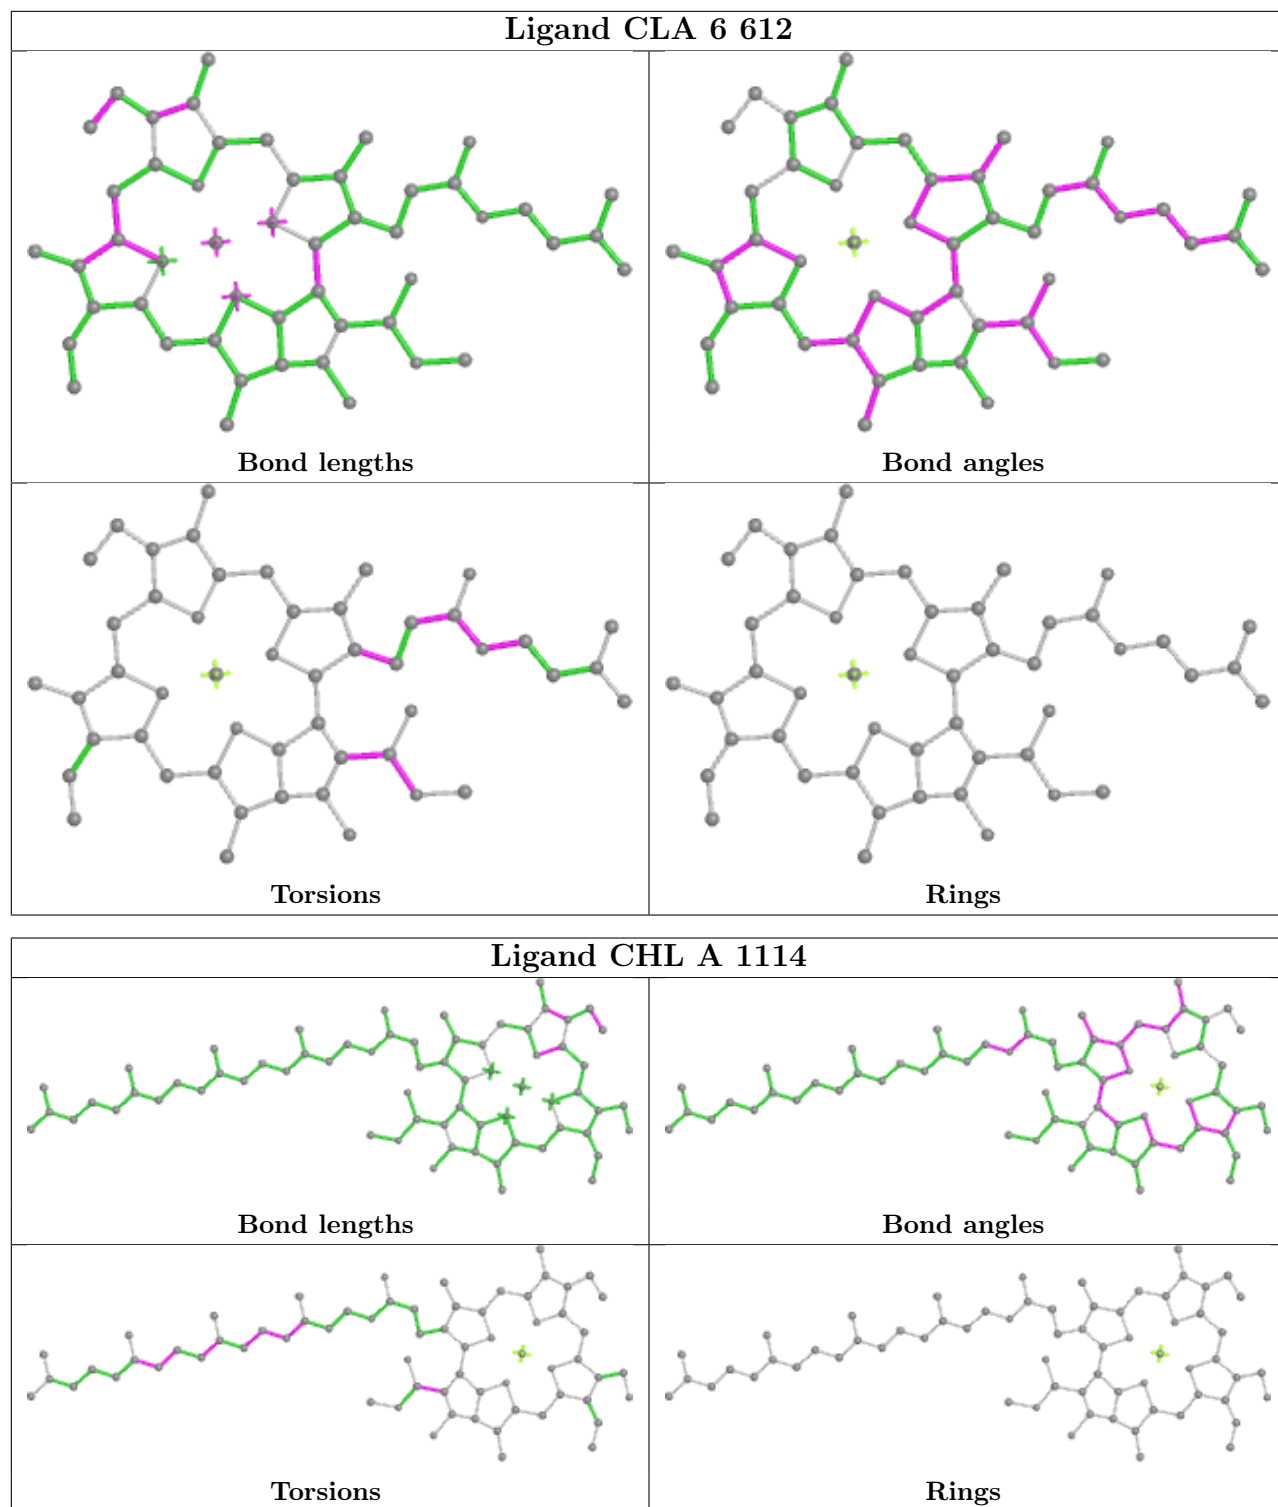 Ligand CLA 6 612
Bond lengths
Bond angles
Torsions
Rings
Ligand CHL A 1114
Bond lengths
Bond angles
Torsions
Rings